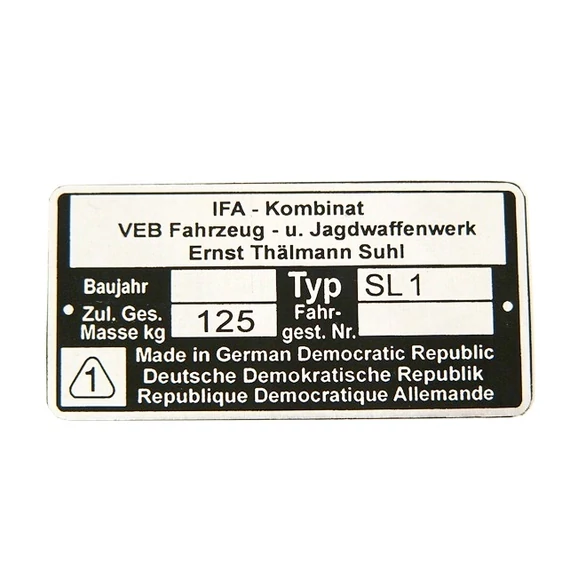 IFA - Kombinat
VEB Fahrzeug - u. Jagdwaffenwerk
Ernst Thälmann Suhl
Baujahr Typ SL 1
Zul. Ges. Masse kg 125 Fahr- gest. Nr.
1
Made in German Democratic Republic
Deutsche Demokratische Republik
Republique Democratique Allemande